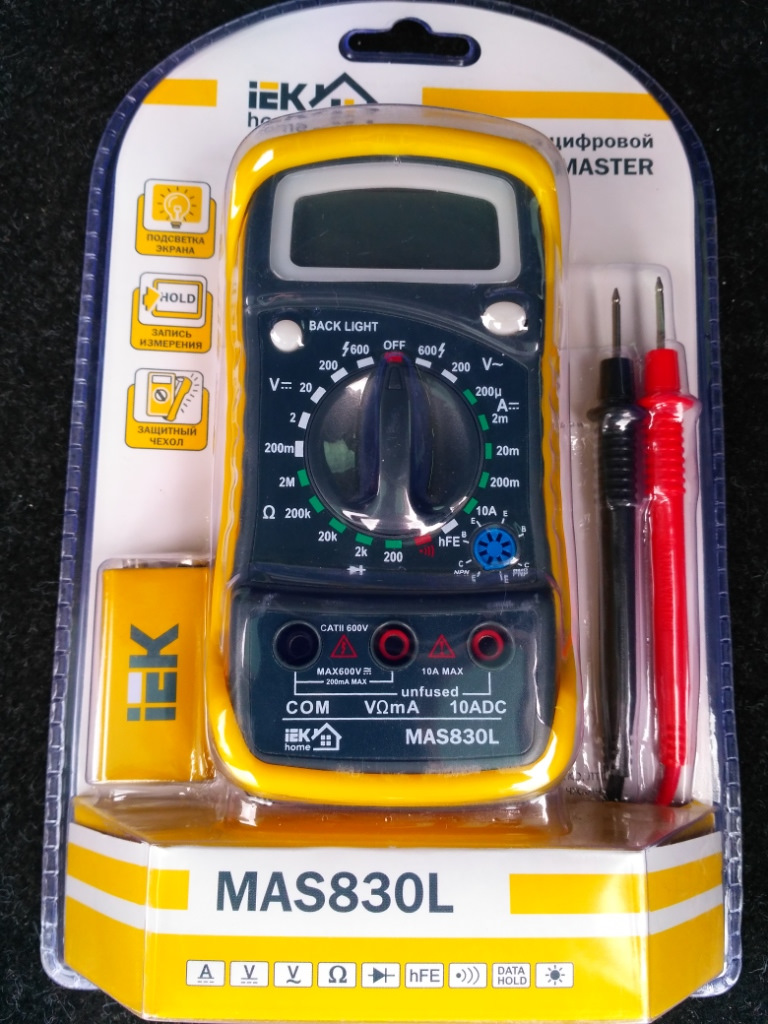 iEK
home
цифровой
MASTER
ПОДСВЕТКА
ЭКРАНА
HOLD
ЗАПИСЬ
ИЗМЕРЕНИЯ
ЗАЩИТНЫЙ
ЧЕХОЛ
BACK LIGHT
OFF
600
600
200
200
V~
V⎓
20
200µ
A⎓
2
2m
200m
20m
2M
200m
Ω
200k
10A
20k
2k
200
hFE
E
E
B
B
C
C
NPN
PNP
E
E
iEK
CATII 600V
MAX600V
10A MAX
200mA MAX
unfused
COM
VΩmA
10ADC
iEK
home
MAS830L
MAS830L
A
V
V
Ω
hFE
DATA
HOLD